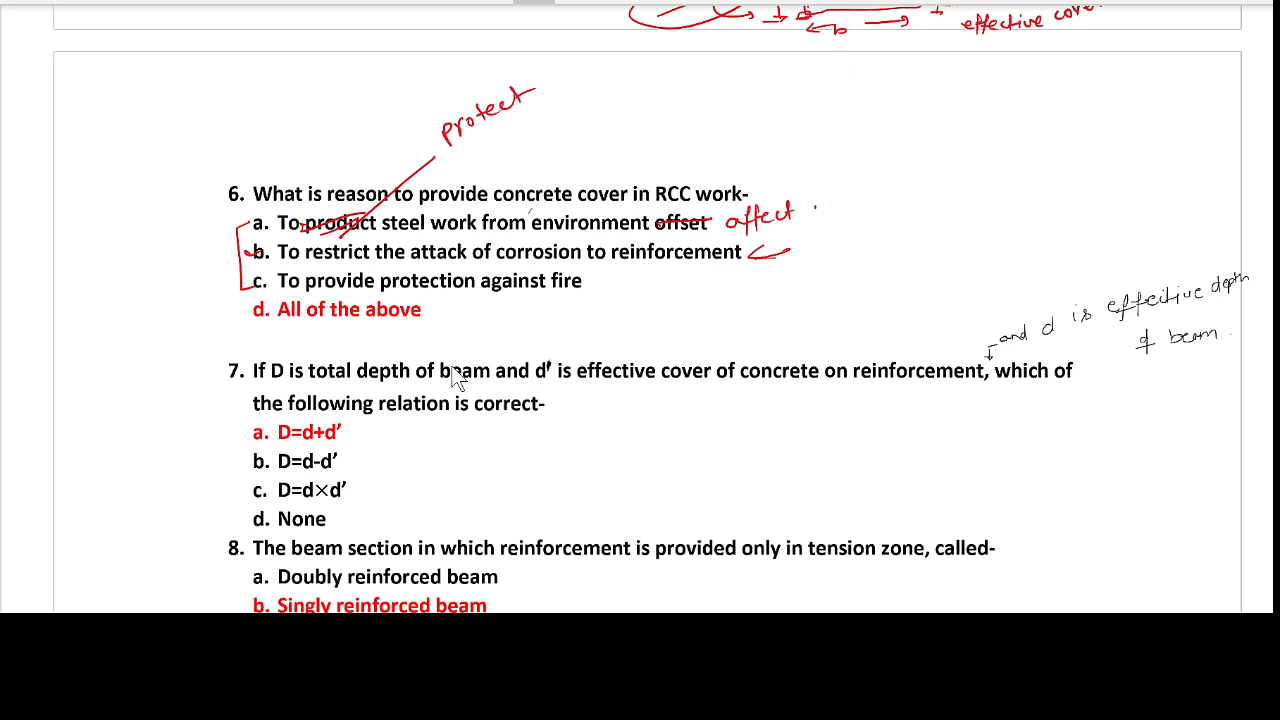 effective cover
protect
6. What is reason to provide concrete cover in RCC work-
a. To product steel work from environment offset affect
b. To restrict the attack of corrosion to reinforcement
c. To provide protection against fire
d. All of the above
and d is effective depth
of beam
7. If D is total depth of beam and d' is effective cover of concrete on reinforcement, which of
the following relation is correct-
a. D=d+d’
b. D=d-d’
c. D=d×d’
d. None
8. The beam section in which reinforcement is provided only in tension zone, called-
a. Doubly reinforced beam
b. Singly reinforced beam